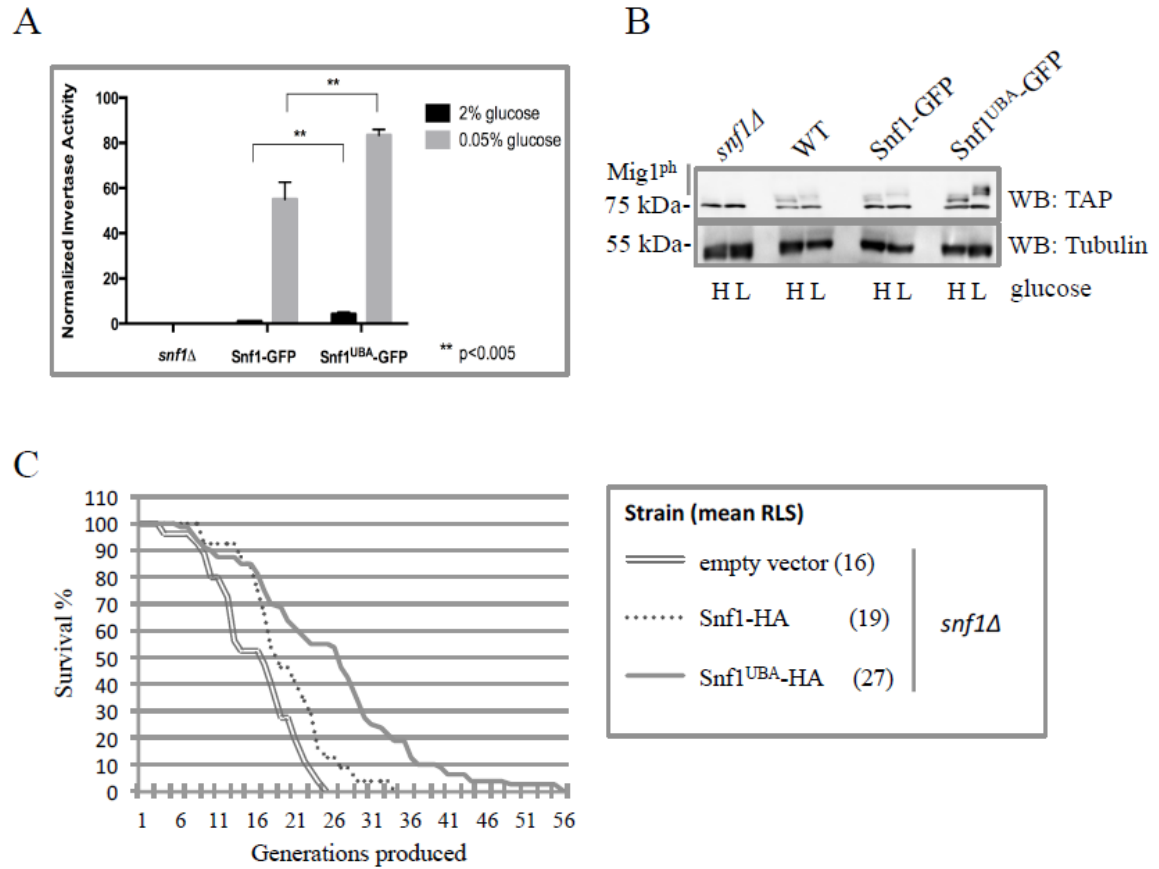 A
Normalized Invertase Activity
100
80
60
40
20
0
**
**
2% glucose
0.05% glucose
snf1Δ
Snf1-GFP
Snf1ᵁᴮᴬ-GFP
** p<0.005
B
snf1Δ
WT
Snf1-GFP
Snf1ᵁᴮᴬ-GFP
Mig1ᵖʰ
75 kDa-
WB: TAP
55 kDa-
WB: Tubulin
H L H L H L H L glucose
C
Survival %
110
100
90
80
70
60
50
40
30
20
10
0
1 6 11 16 21 26 31 36 41 46 51 56
Generations produced
Strain (mean RLS)
empty vector (16)
Snf1-HA (19)
Snf1ᵁᴮᴬ-HA (27)
snf1Δ